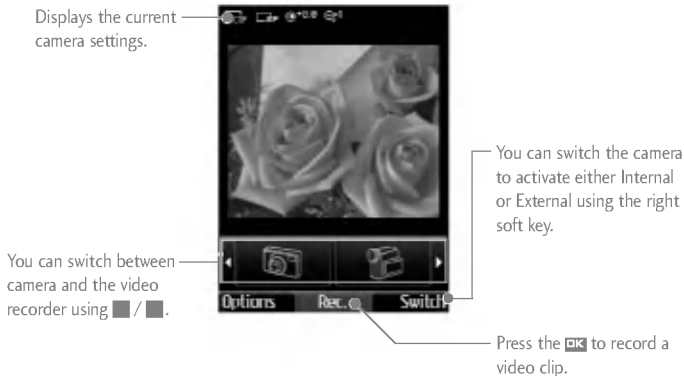 Displays the current
camera settings.
+0.0
You can switch the camera
to activate either Internal
or External using the right
soft key.
You can switch between
camera and the video
recorder using / .
Options Rec. Switch
Press the OK to record a
video clip.